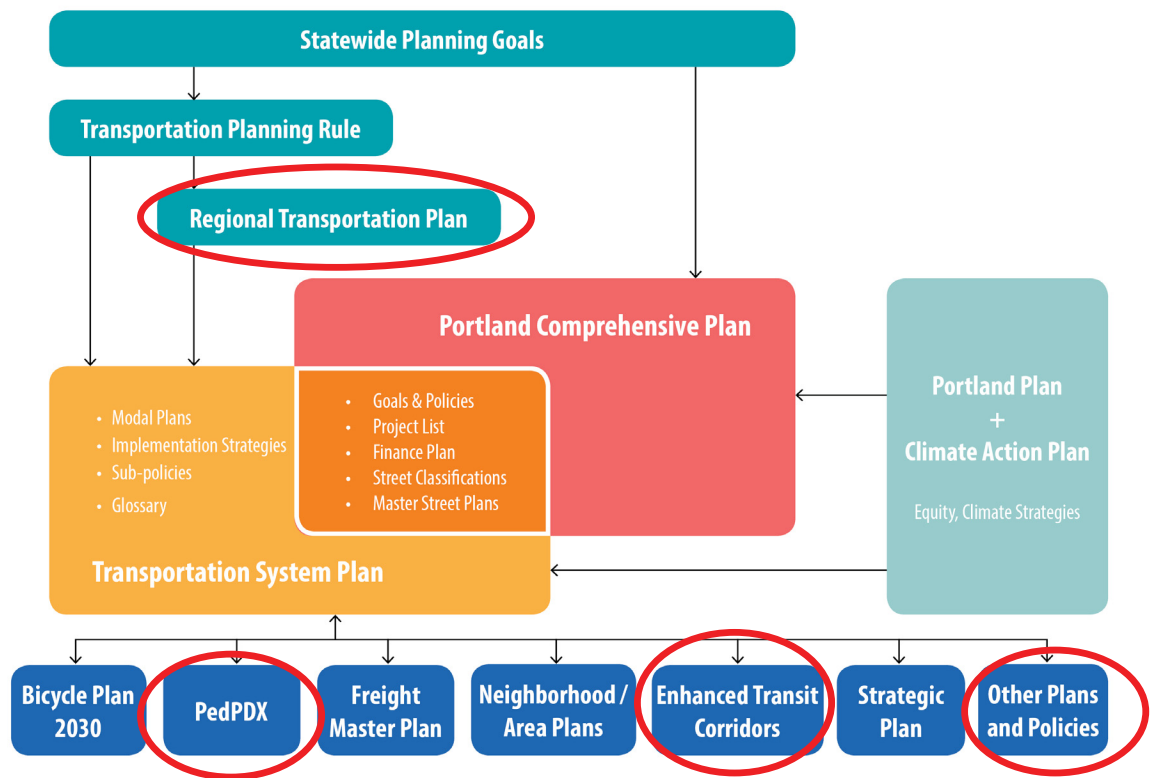 Statewide Planning Goals
Transportation Planning Rule
Regional Transportation Plan
Portland Comprehensive Plan
• Modal Plans
• Implementation Strategies
• Sub-policies
• Glossary
• Goals & Policies
• Project List
• Finance Plan
• Street Classifications
• Master Street Plans
Transportation System Plan
Portland Plan
+
Climate Action Plan
Equity, Climate Strategies
Bicycle Plan
2030
PedPDX
Freight
Master Plan
Neighborhood /
Area Plans
Enhanced Transit
Corridors
Strategic
Plan
Other Plans
and Policies